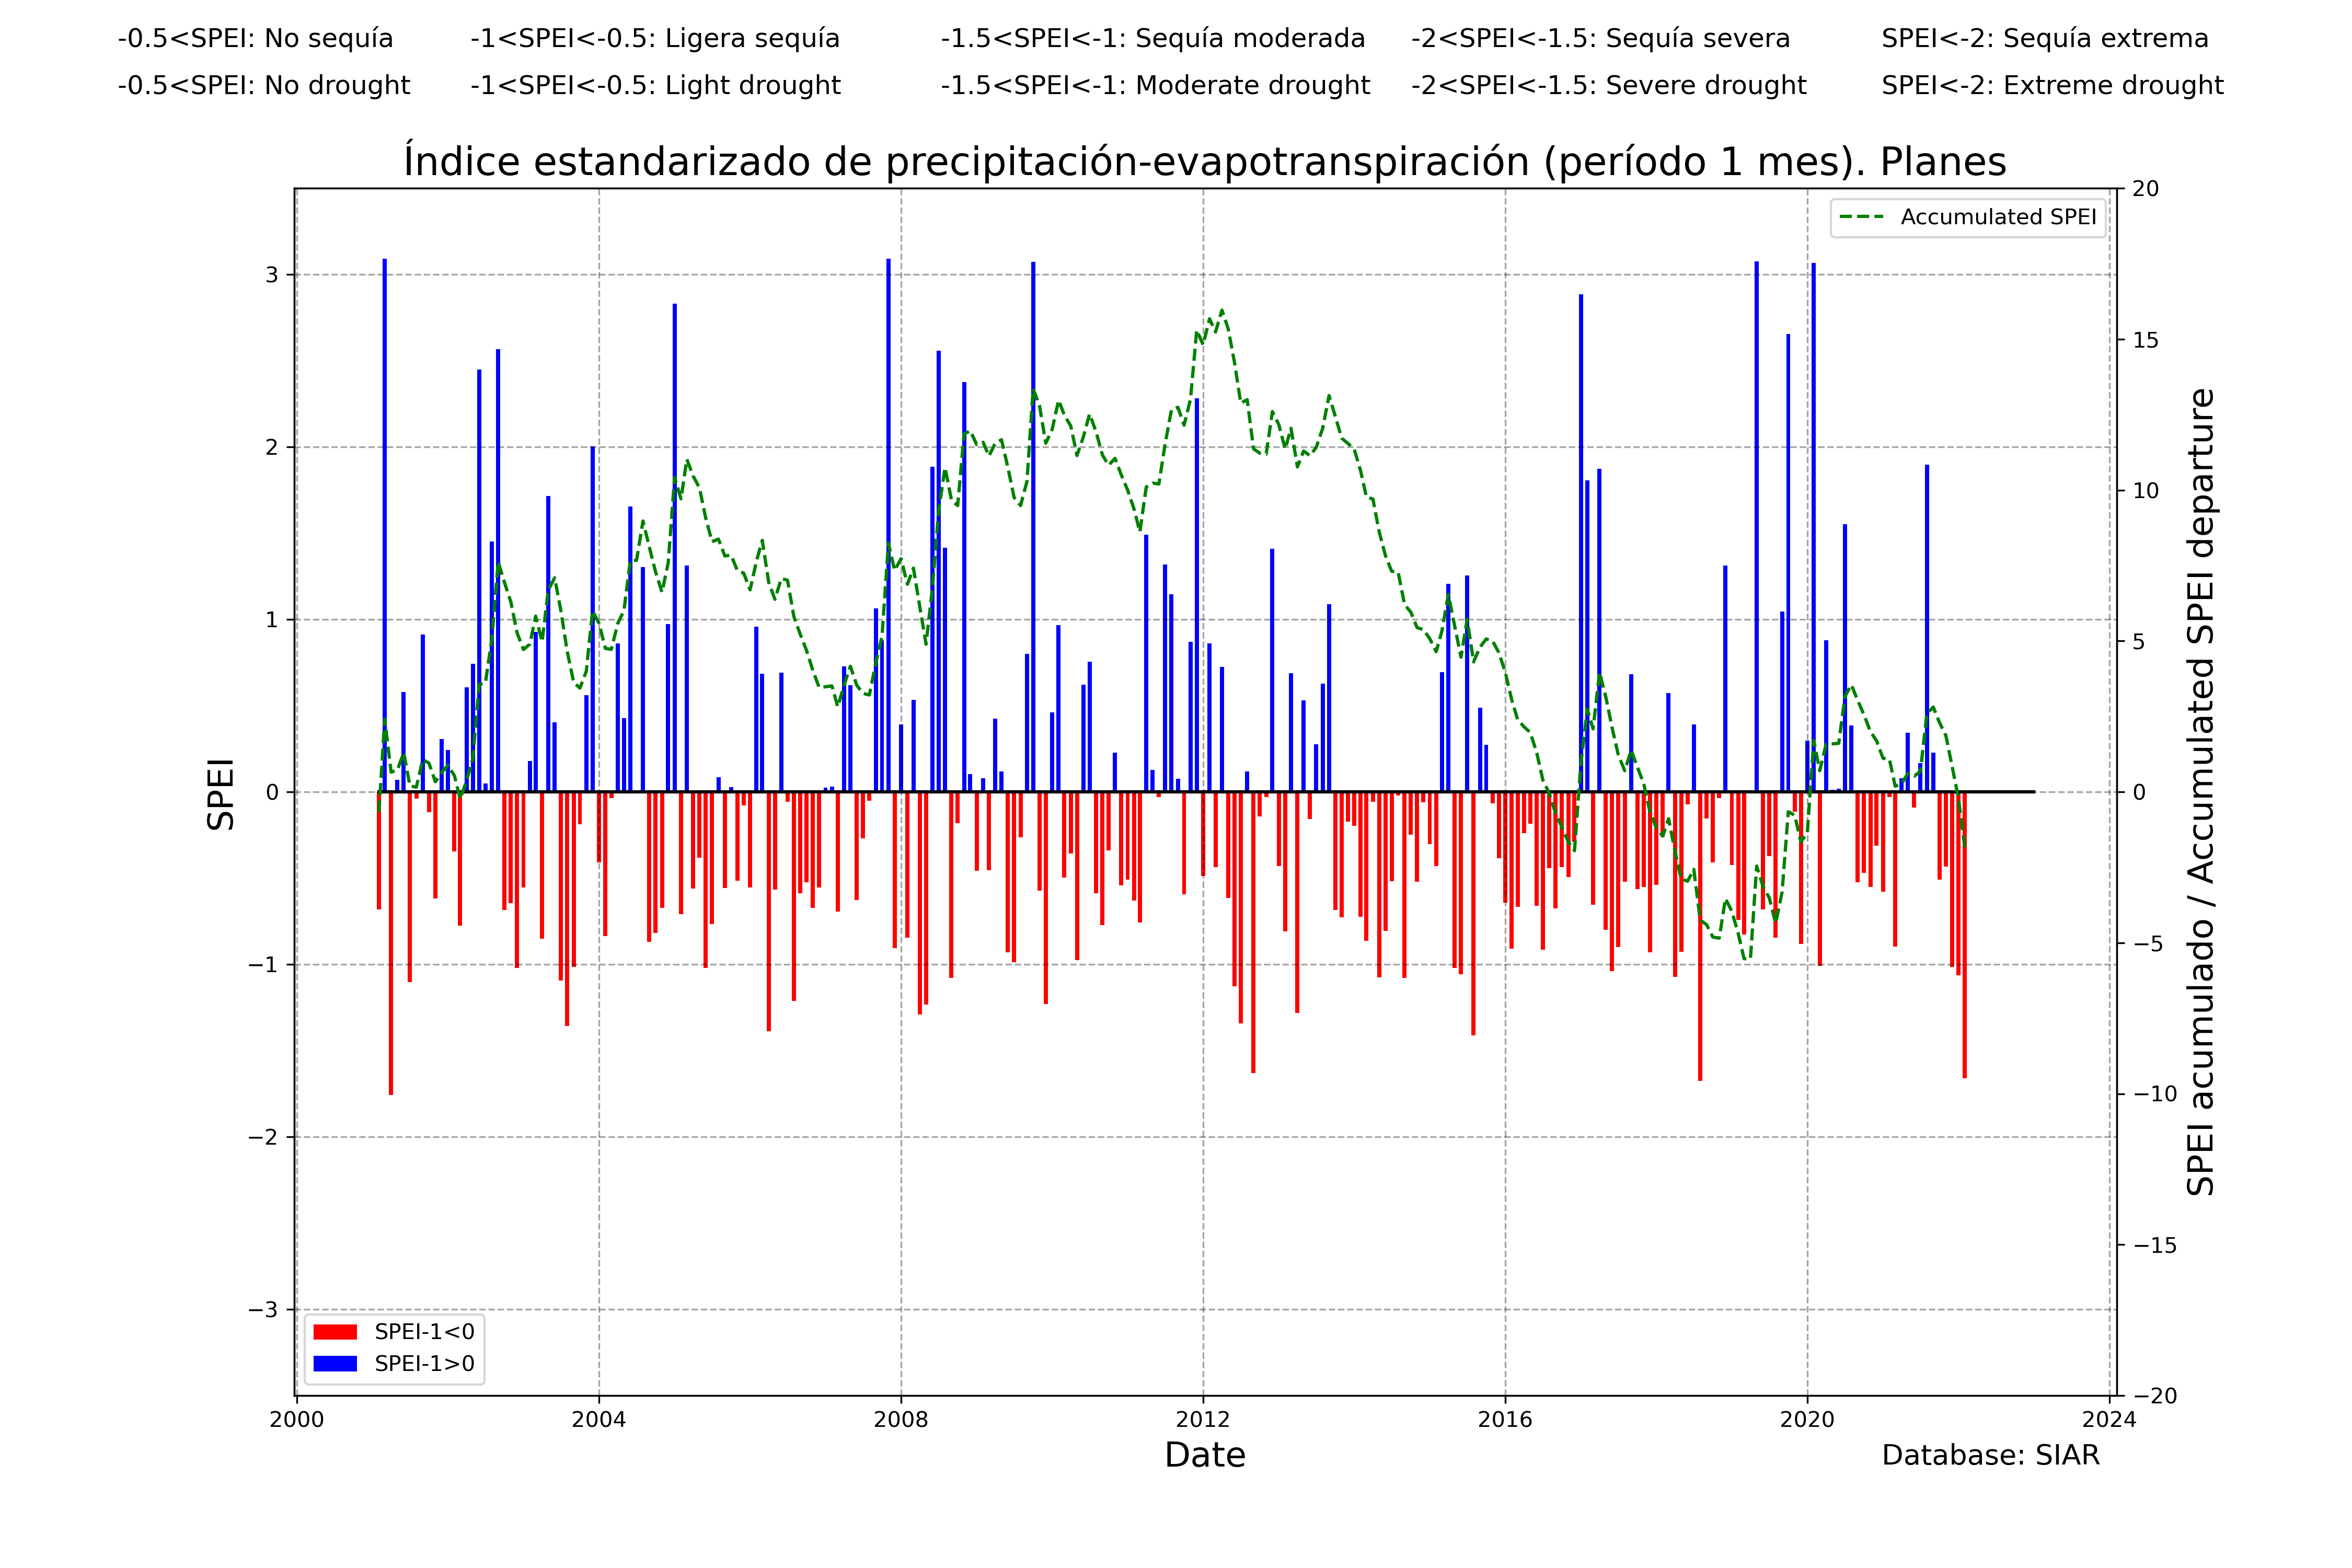 -0.5<SPEI: No sequía -1<SPEI<-0.5: Ligera sequía -1.5<SPEI<-1: Sequía moderada -2<SPEI<-1.5: Sequía severa SPEI<-2: Sequía extrema
-0.5<SPEI: No drought -1<SPEI<-0.5: Light drought -1.5<SPEI<-1: Moderate drought -2<SPEI<-1.5: Severe drought SPEI<-2: Extreme drought
Índice estandarizado de precipitación-evapotranspiración (período 1 mes). Planes
Accumulated SPEI
3
2
1
0
−1
−2
−3
SPEI
20
15
10
5
0
−5
−10
−15
−20
SPEI acumulado / Accumulated SPEI departure
SPEI-1<0
SPEI-1>0
2000 2004 2008 2012 2016 2020 2024
Date
Database: SIAR